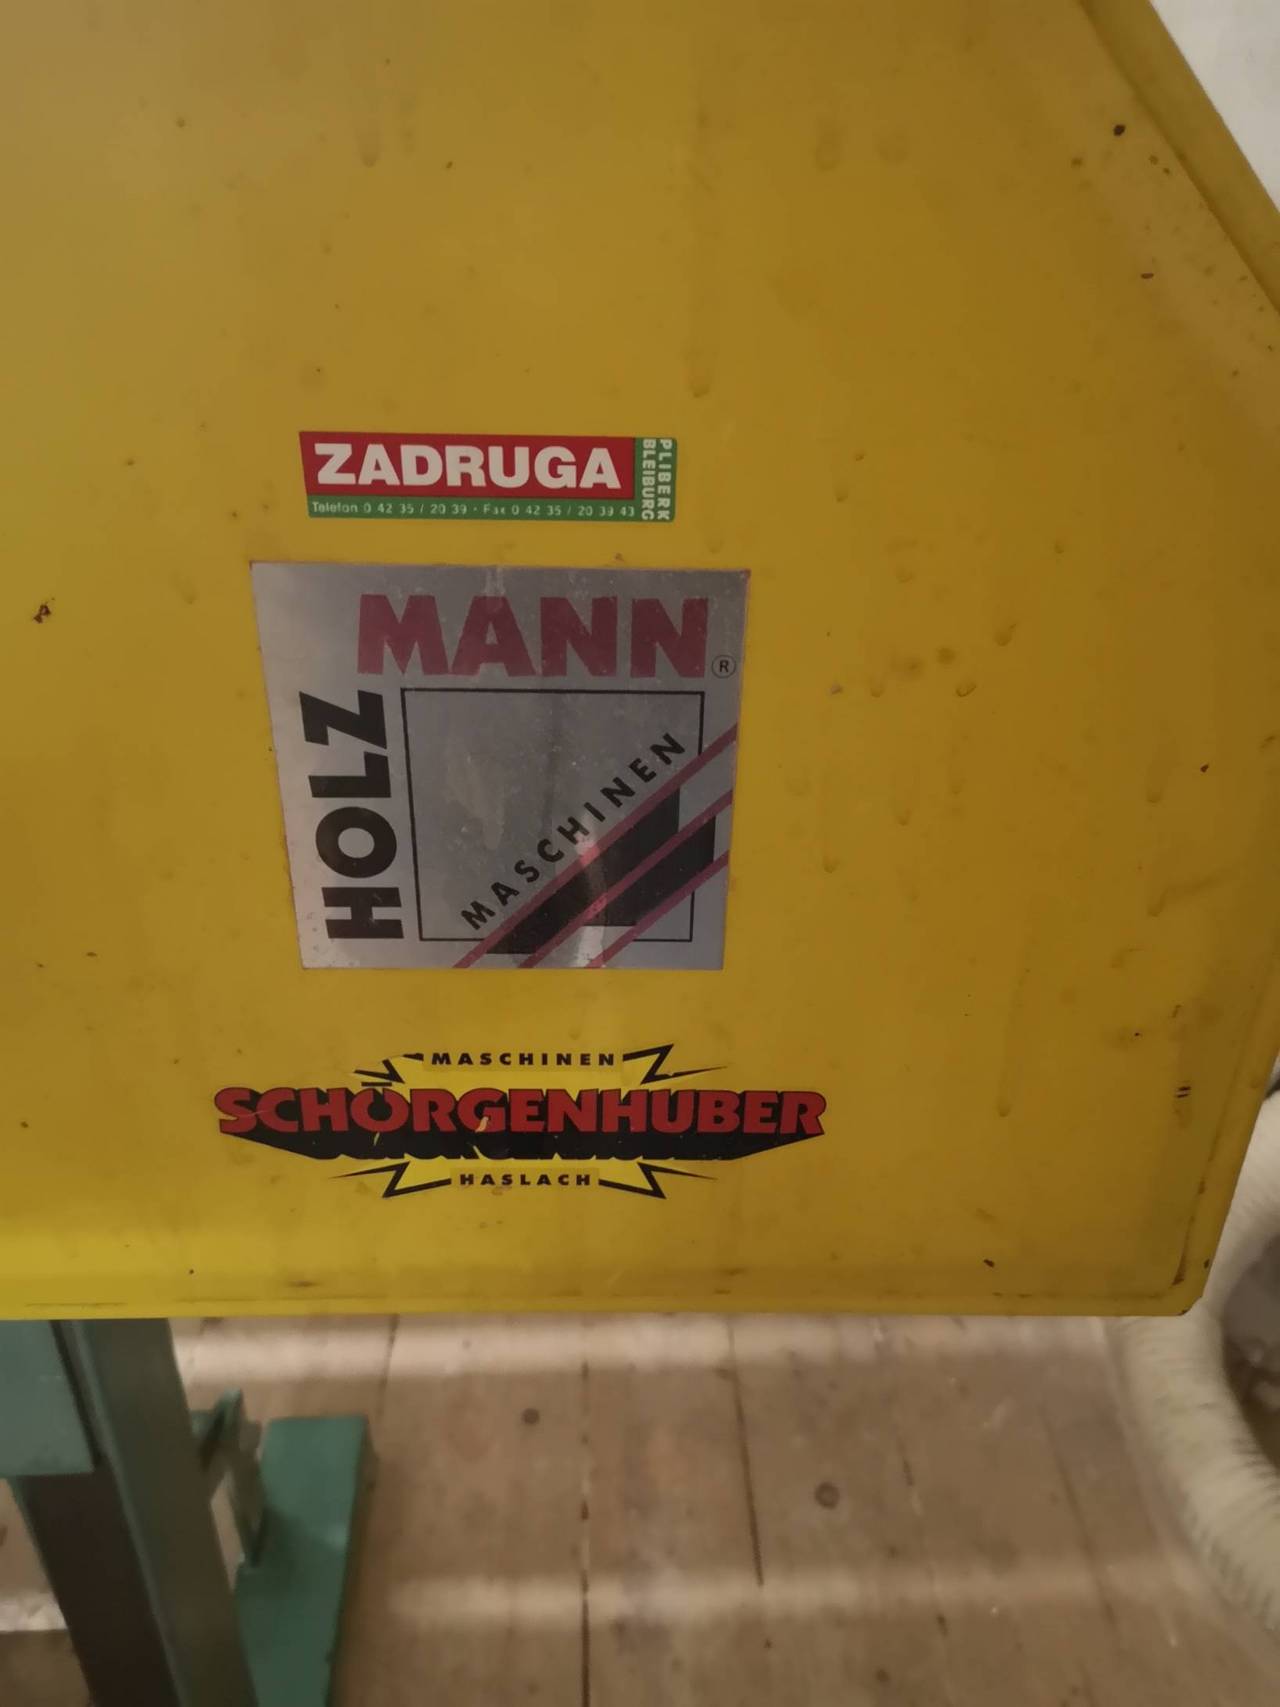 ZADRUGA
PLIBERK
BLEIBURG
Telefon 0 42 35 / 20 39 · Fax 0 42 35 / 20 39 43
HOLZ
MANN ®
MASCHINEN
MASCHINEN
SCHÖRGENHUBER
HASLACH